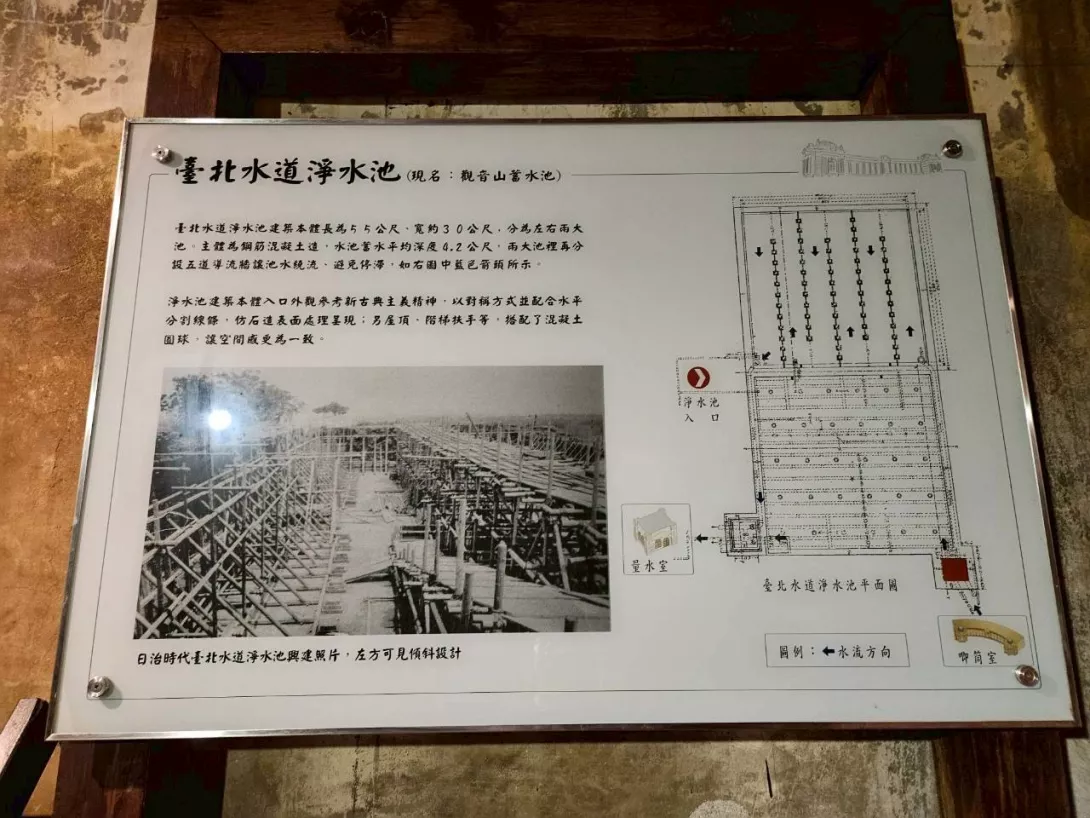 臺北水道淨水池(現名：觀音山蓄水池)
臺北水道淨水池建築本體長為55公尺，寬約30公尺，分為左右兩大
池。主體為鋼筋混凝土造，水池蓄水平均深度4.2公尺，兩大池裡再分
設五道導流牆讓池水繞流、避免停滯，如右圖中藍色箭頭所示。
淨水池建築本體入口外觀參考新古典主義精神，以對稱方式並配合水平
分割線條，仿石造表面處理呈現；另屋頂、階梯扶手等，搭配了混凝土
圓球，讓空間感更為一致。
日治時代臺北水道淨水池興建照片，左方可見傾斜設計
淨水池
入口
量水室
臺北水道淨水池平面圖
圖例：←水流方向
唧筒室